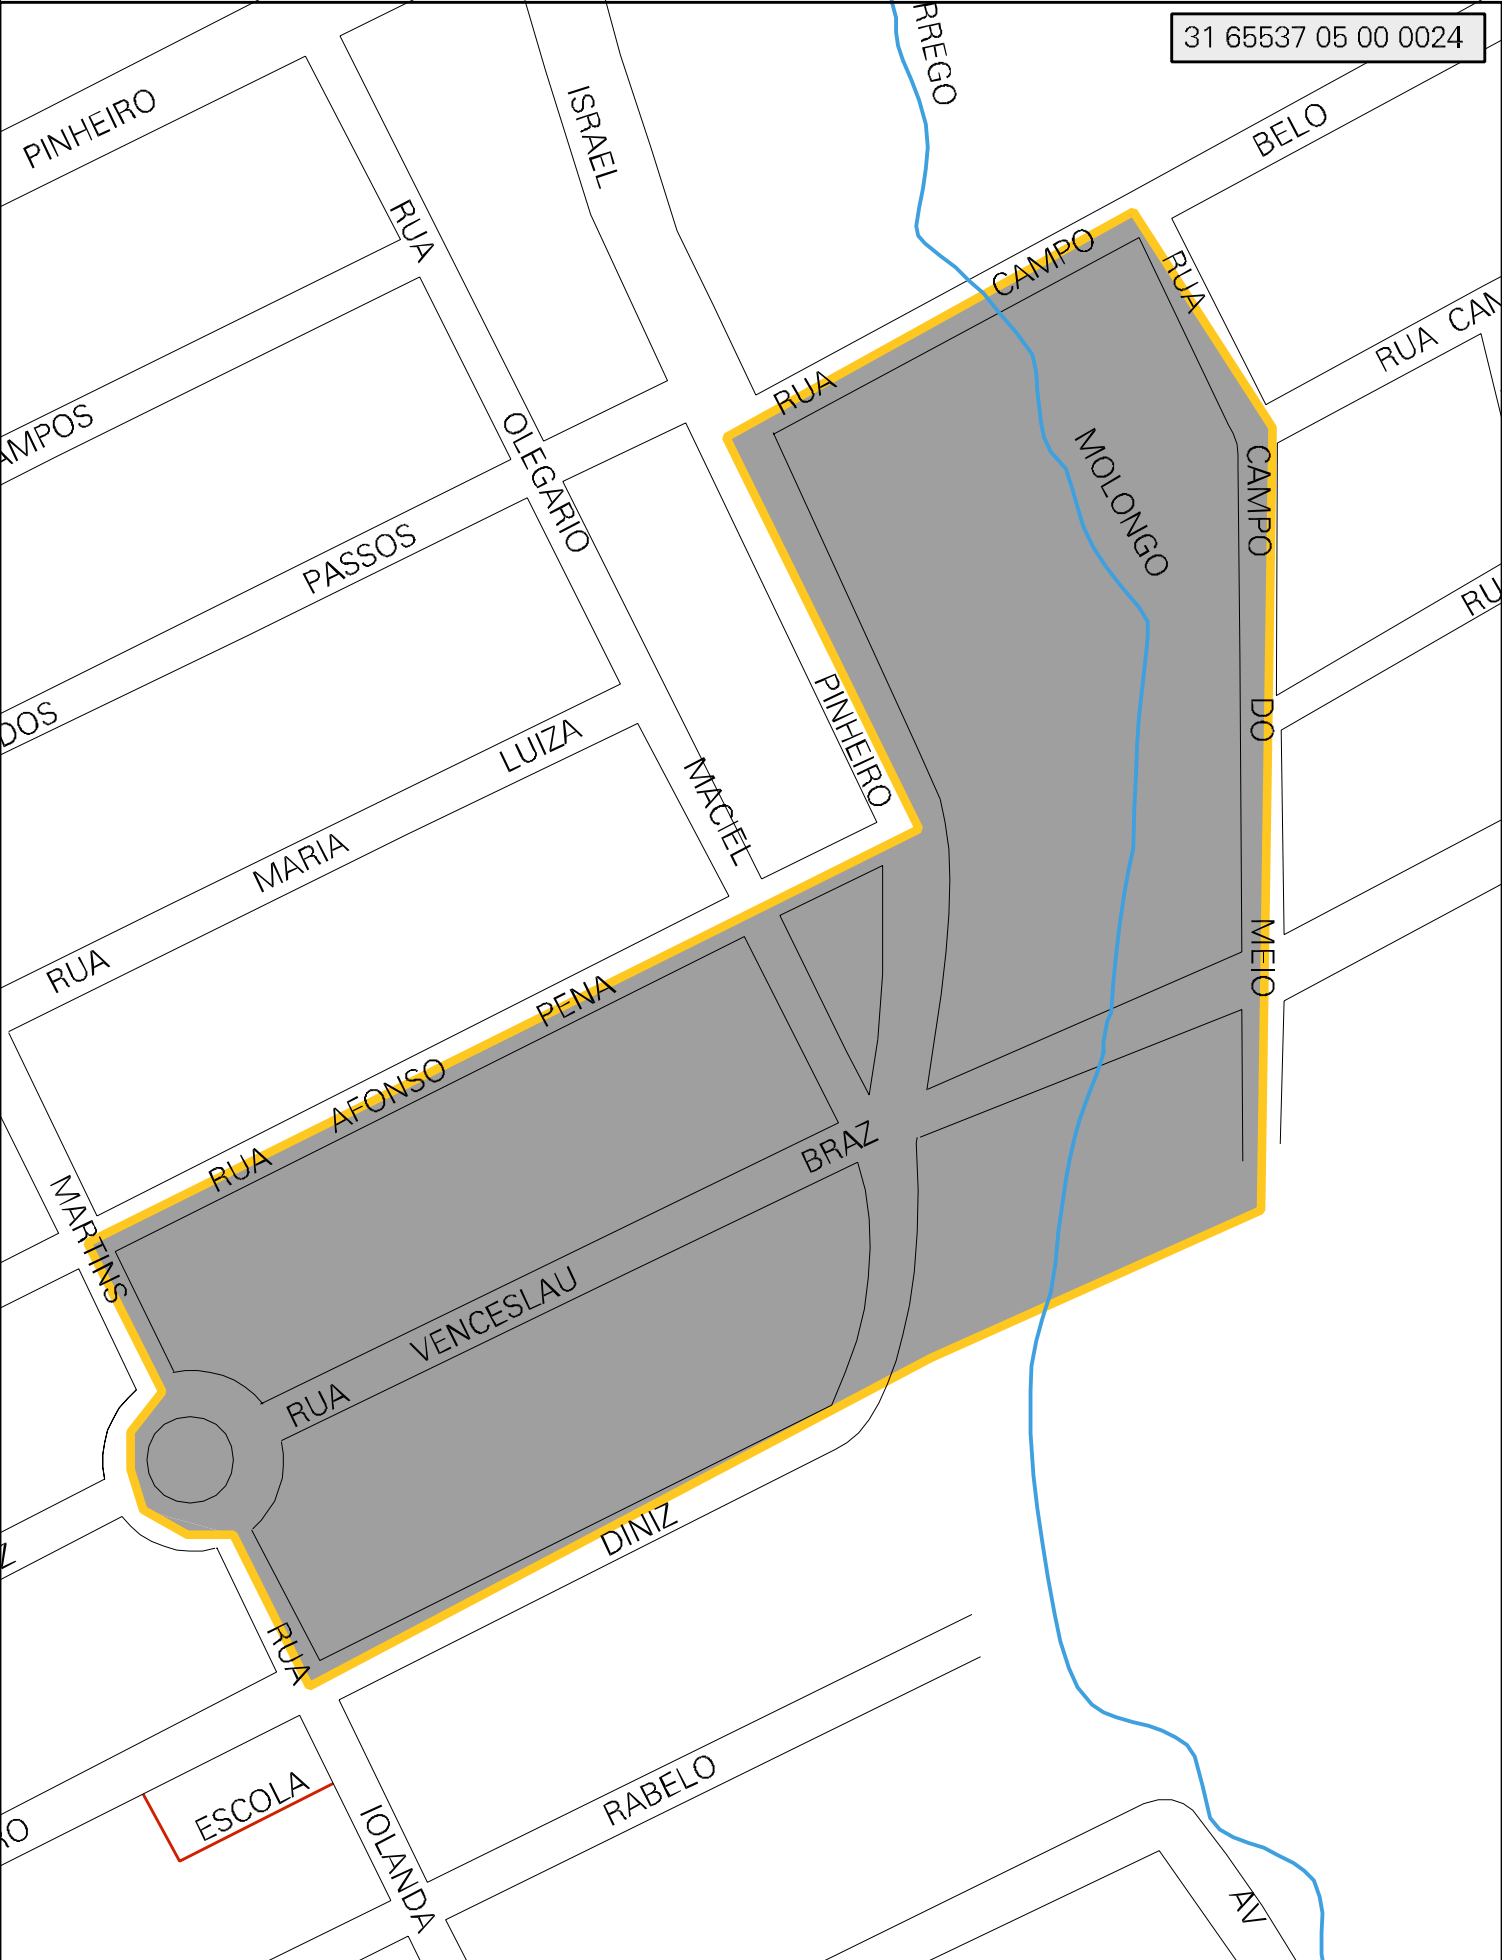 RREGO
31 65537 05 00 0024
PINHEIRO
ISRAEL
BELO
RUA
CAMPO
RUA
RUA CAN
RUA
AMPOS
OLEGARIO
MOLONGO
CAMPO
PASSOS
RU
DOS
LUIZA
PINHEIRO
DO
MACIEL
MARIA
RUA
MEIO
PENA
AFONSO
RUA
BRAZ
MARTINS
VENCESLAU
RUA
Z
DINIZ
RUA
RABELO
ESCOLA
RO
IOLANDA
AV